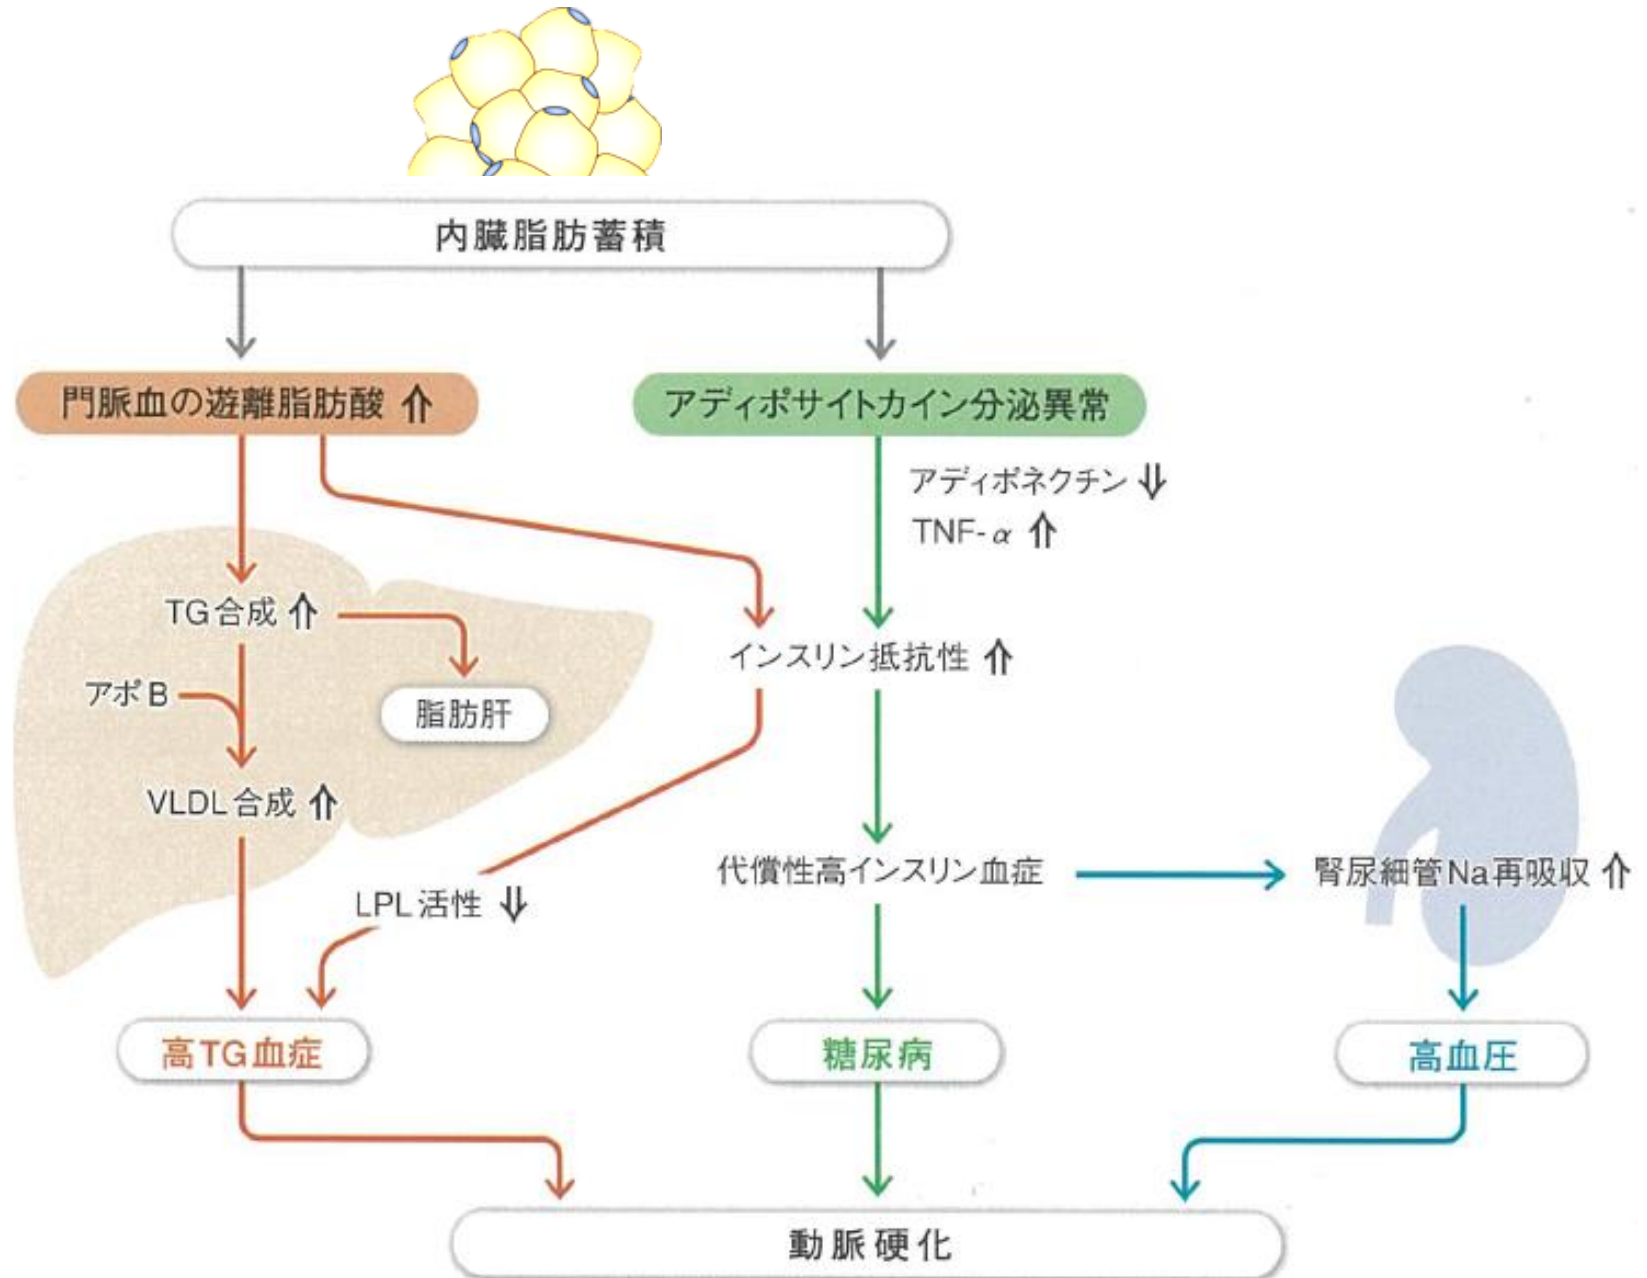 内臓脂肪蓄積
門脈血の遊離脂肪酸 ⇑
アディポサイトカイン分泌異常
アディポネクチン ⇓
TNF-α ⇑
TG合成 ⇑
インスリン抵抗性 ⇑
アポB
脂肪肝
VLDL合成 ⇑
代償性高インスリン血症
腎尿細管Na再吸収 ⇑
LPL活性 ⇓
高TG血症
糖尿病
高血圧
動脈硬化